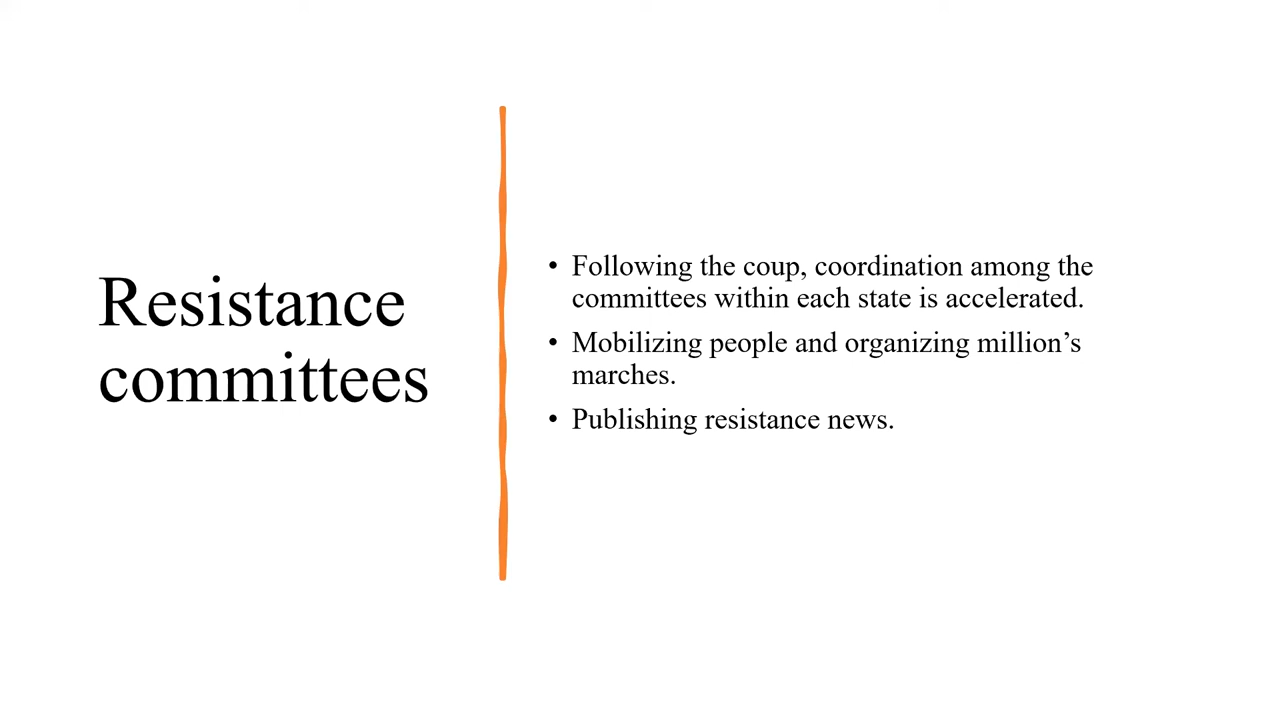 Resistance
committees
• Following the coup, coordination among the
committees within each state is accelerated.
• Mobilizing people and organizing million’s
marches.
• Publishing resistance news.